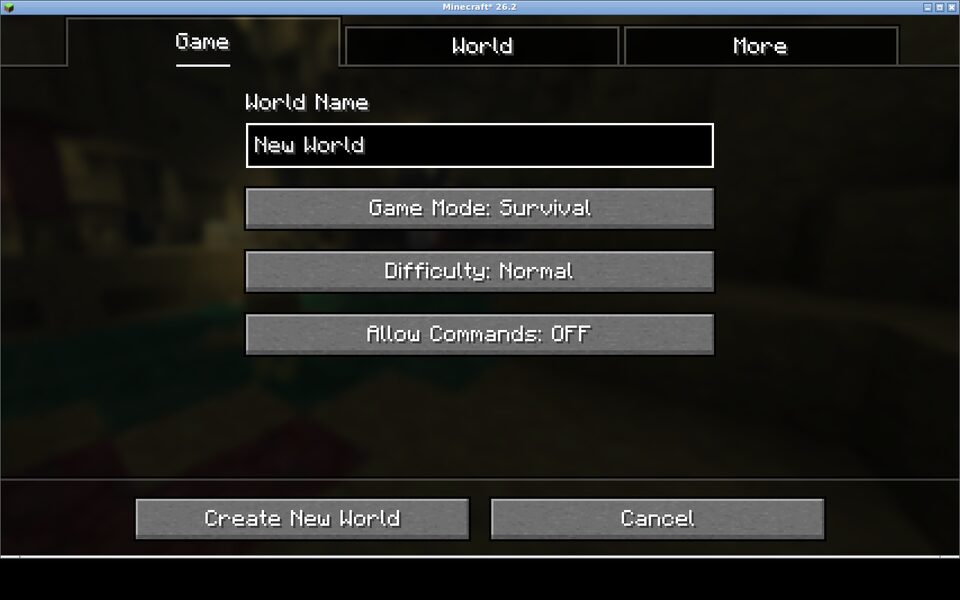 Minecraft* 26.2
Game World More
World Name
New World
Game Mode: Survival
Difficulty: Normal
Allow Commands: OFF
Create New World Cancel